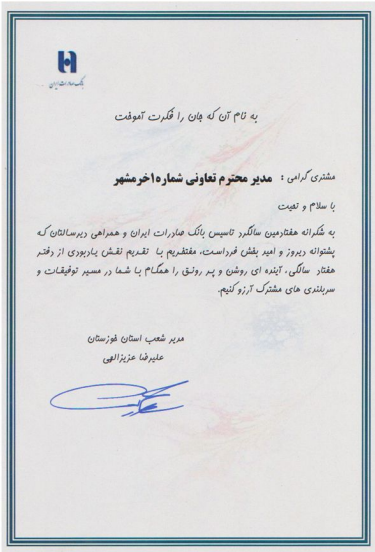 بانک صادرات ایران
به نام آن که جان را فکرت آموخت
مشتری گرامی : مدیر محترم تعاونی شماره۱خرمشهر
با سلام و تحیت
به شکرانه هفتادمین سالگرد تاسیس بانک صادرات ایران و همراهی دیرسالتان که
پشتوانه دیروز و امید بخش فرداست، مفتخریم با تقدیم نقش یادبودی از دفتر
هفتاد سالگی، آینده ای روشن و پر رونق را همگام با شما در مسیر توفیقات و
سربلندی های مشترک آرزو کنیم.
مدیر شعب استان خوزستان
علیرضا عزیزالهی